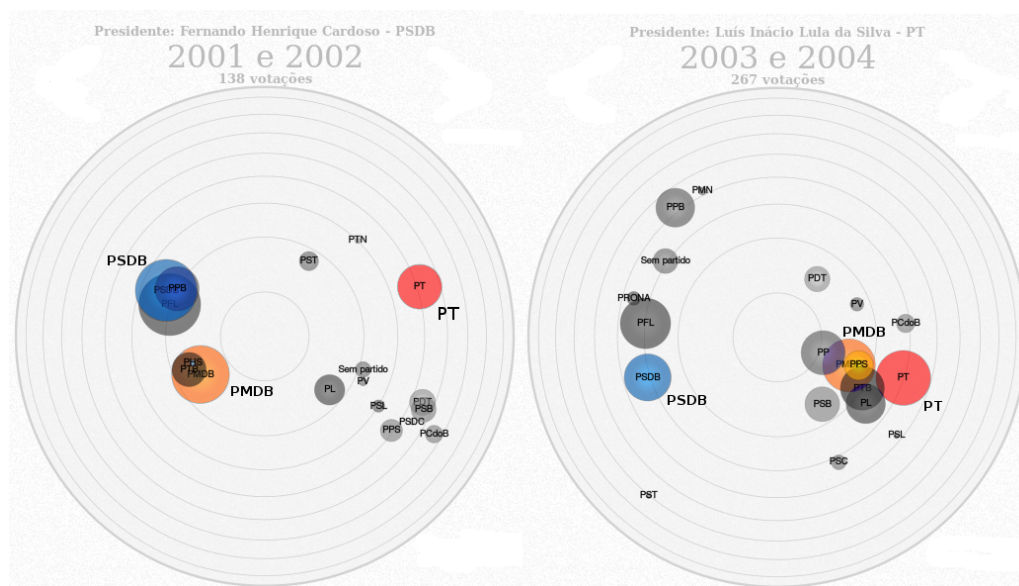 Presidente: Fernando Henrique Cardoso - PSDB
2001 e 2002
138 votações
PTN
PSDB
PST
PSDB
PPB
PT
PFL
PT
PHS
PTB
PMDB
PMDB
Sem partido
PV
PL
PSL
PDT
PSB
PSDC
PPS
PCdoB
Presidente: Luís Inácio Lula da Silva - PT
2003 e 2004
267 votações
PMN
PPB
Sem partido
PDT
PRONA
PV
PFL
PCdoB
PMDB
PP
PMDB
PPS
PSDB
PT
PTB
PSDB
PSB
PL
PT
PSL
PSC
PST